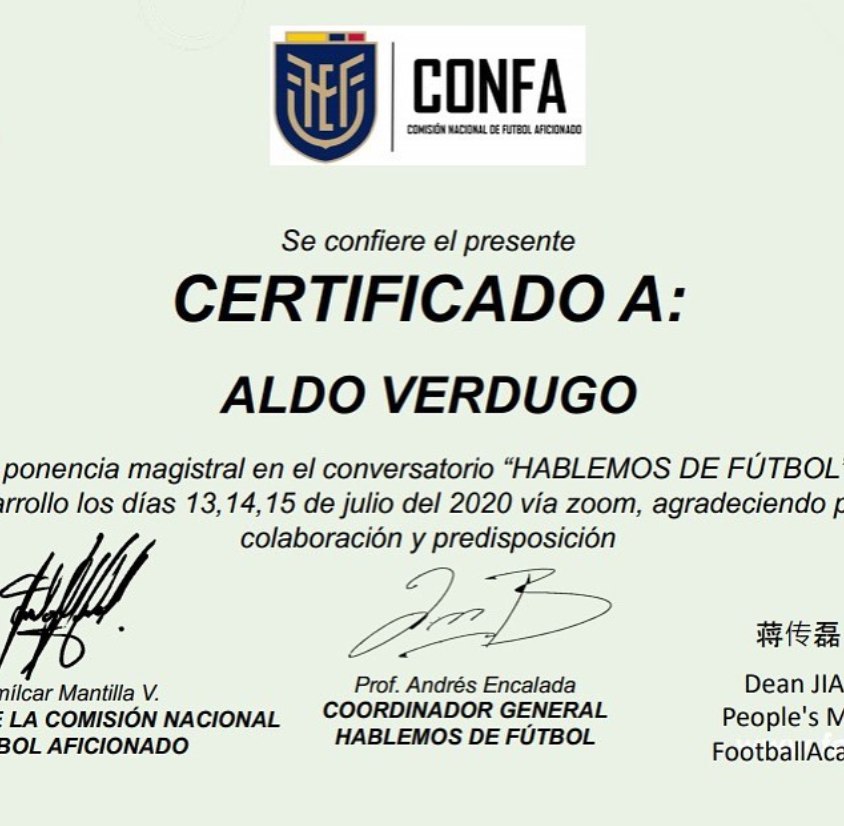 FEF
CONFA
COMISIÓN NACIONAL DE FUTBOL AFICIONADO
Se confiere el presente
CERTIFICADO A:
ALDO VERDUGO
ponencia magistral en el conversatorio “HABLEMOS DE FÚTBOL”
arrollo los días 13,14,15 de julio del 2020 vía zoom, agradeciendo p
colaboración y predisposición
mílcar Mantilla V.
E LA COMISIÓN NACIONAL
BOL AFICIONADO
Prof. Andrés Encalada
COORDINADOR GENERAL
HABLEMOS DE FÚTBOL
蒋传磊
Dean JIA
People's M
FootballAca